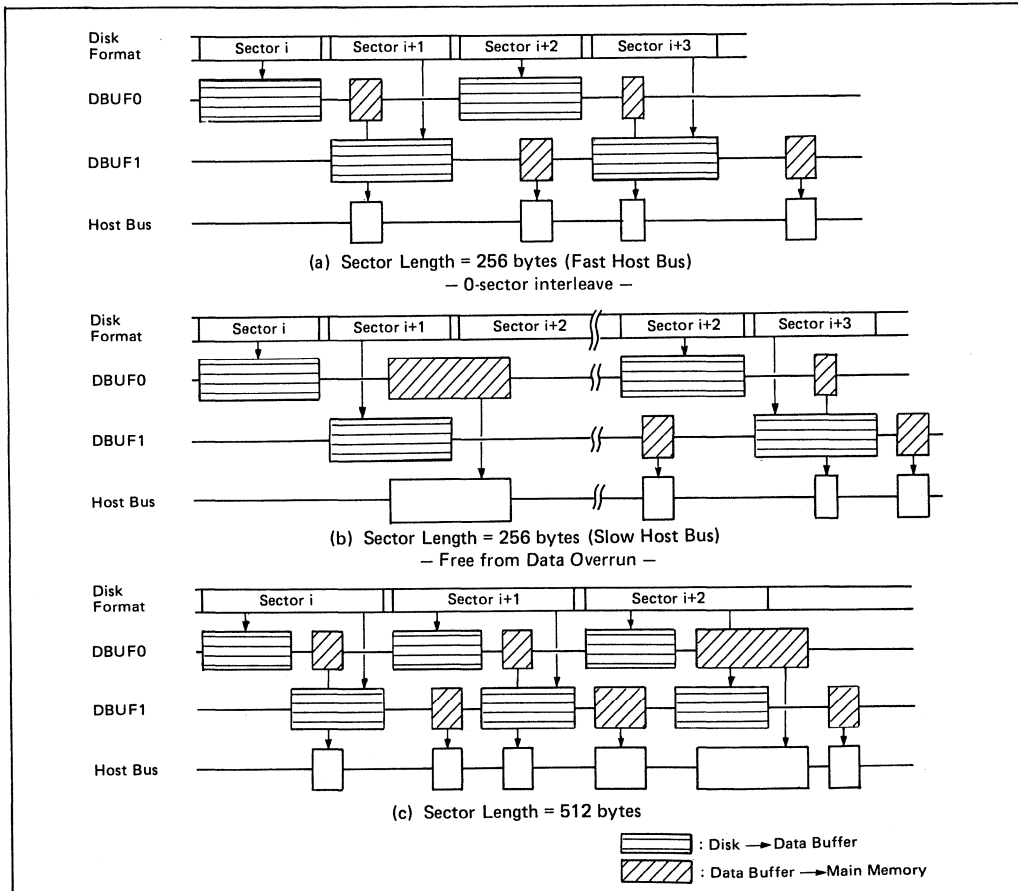 Disk
Format
Sector i
Sector i+1
Sector i+2
Sector i+3
DBUF0
DBUF1
Host Bus
(a) Sector Length = 256 bytes (Fast Host Bus)
— 0-sector interleave —
Disk
Format
Sector i
Sector i+1
Sector i+2
Sector i+2
Sector i+3
DBUF0
DBUF1
Host Bus
(b) Sector Length = 256 bytes (Slow Host Bus)
— Free from Data Overrun —
Disk
Format
Sector i
Sector i+1
Sector i+2
DBUF0
DBUF1
Host Bus
(c) Sector Length = 512 bytes
: Disk → Data Buffer
: Data Buffer → Main Memory